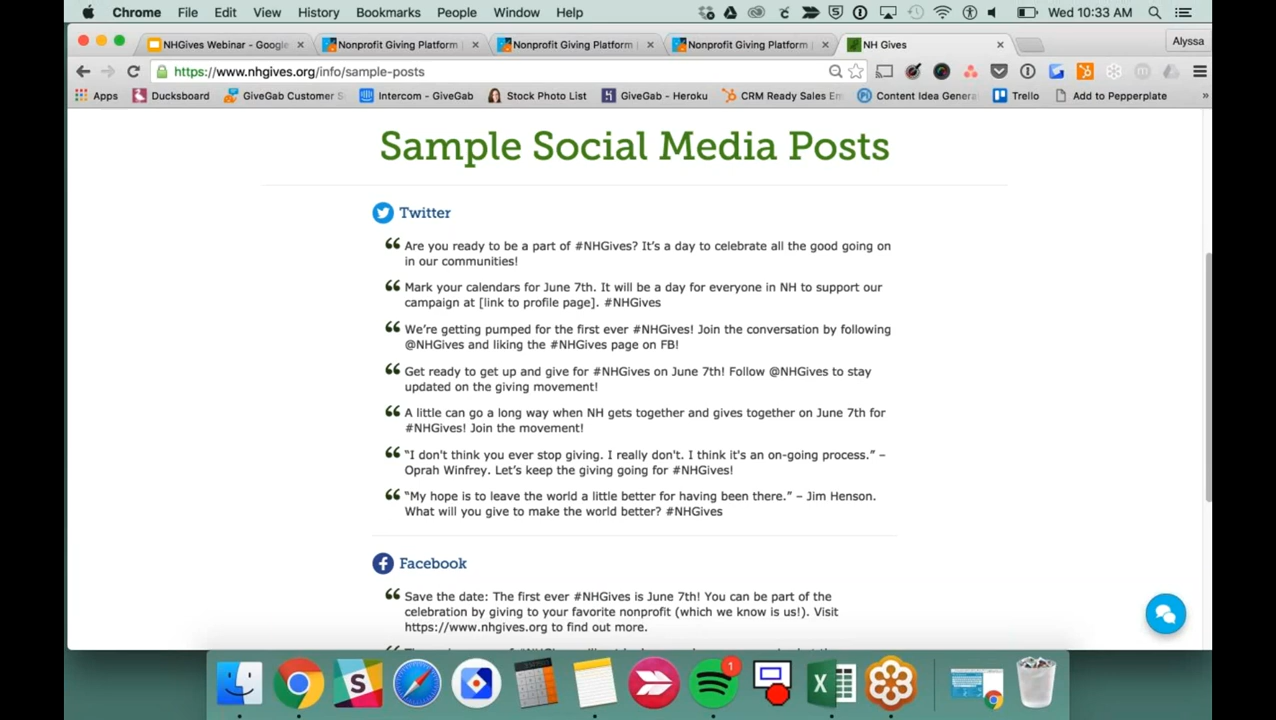 Chrome File Edit View History Bookmarks People Window Help Wed 10:33 AM
NHGives Webinar - Google Nonprofit Giving Platform | Nonprofit Giving Platform | Nonprofit Giving Platform | NH Gives Alyssa
https://www.nhgives.org/info/sample-posts
Apps Ducksboard GiveGab Customer S Intercom - GiveGab Stock Photo List GiveGab - Heroku CRM Ready Sales Em Content Idea Genera Trello Add to Pepperplate »
Sample Social Media Posts
Twitter
Are you ready to be a part of #NHGives? It's a day to celebrate all the good going on
in our communities!
Mark your calendars for June 7th. It will be a day for everyone in NH to support our
campaign at [link to profile page]. #NHGives
We're getting pumped for the first ever #NHGives! Join the conversation by following
@NHGives and liking the #NHGives page on FB!
Get ready to get up and give for #NHGives on June 7th! Follow @NHGives to stay
updated on the giving movement!
A little can go a long way when NH gets together and gives together on June 7th for
#NHGives! Join the movement!
"I don't think you ever stop giving. I really don't. I think it's an on-going process." –
Oprah Winfrey. Let's keep the giving going for #NHGives!
"My hope is to leave the world a little better for having been there." – Jim Henson.
What will you give to make the world better? #NHGives
Facebook
Save the date: The first ever #NHGives is June 7th! You can be part of the
celebration by giving to your favorite nonprofit (which we know is us!). Visit
https://www.nhgives.org to find out more.